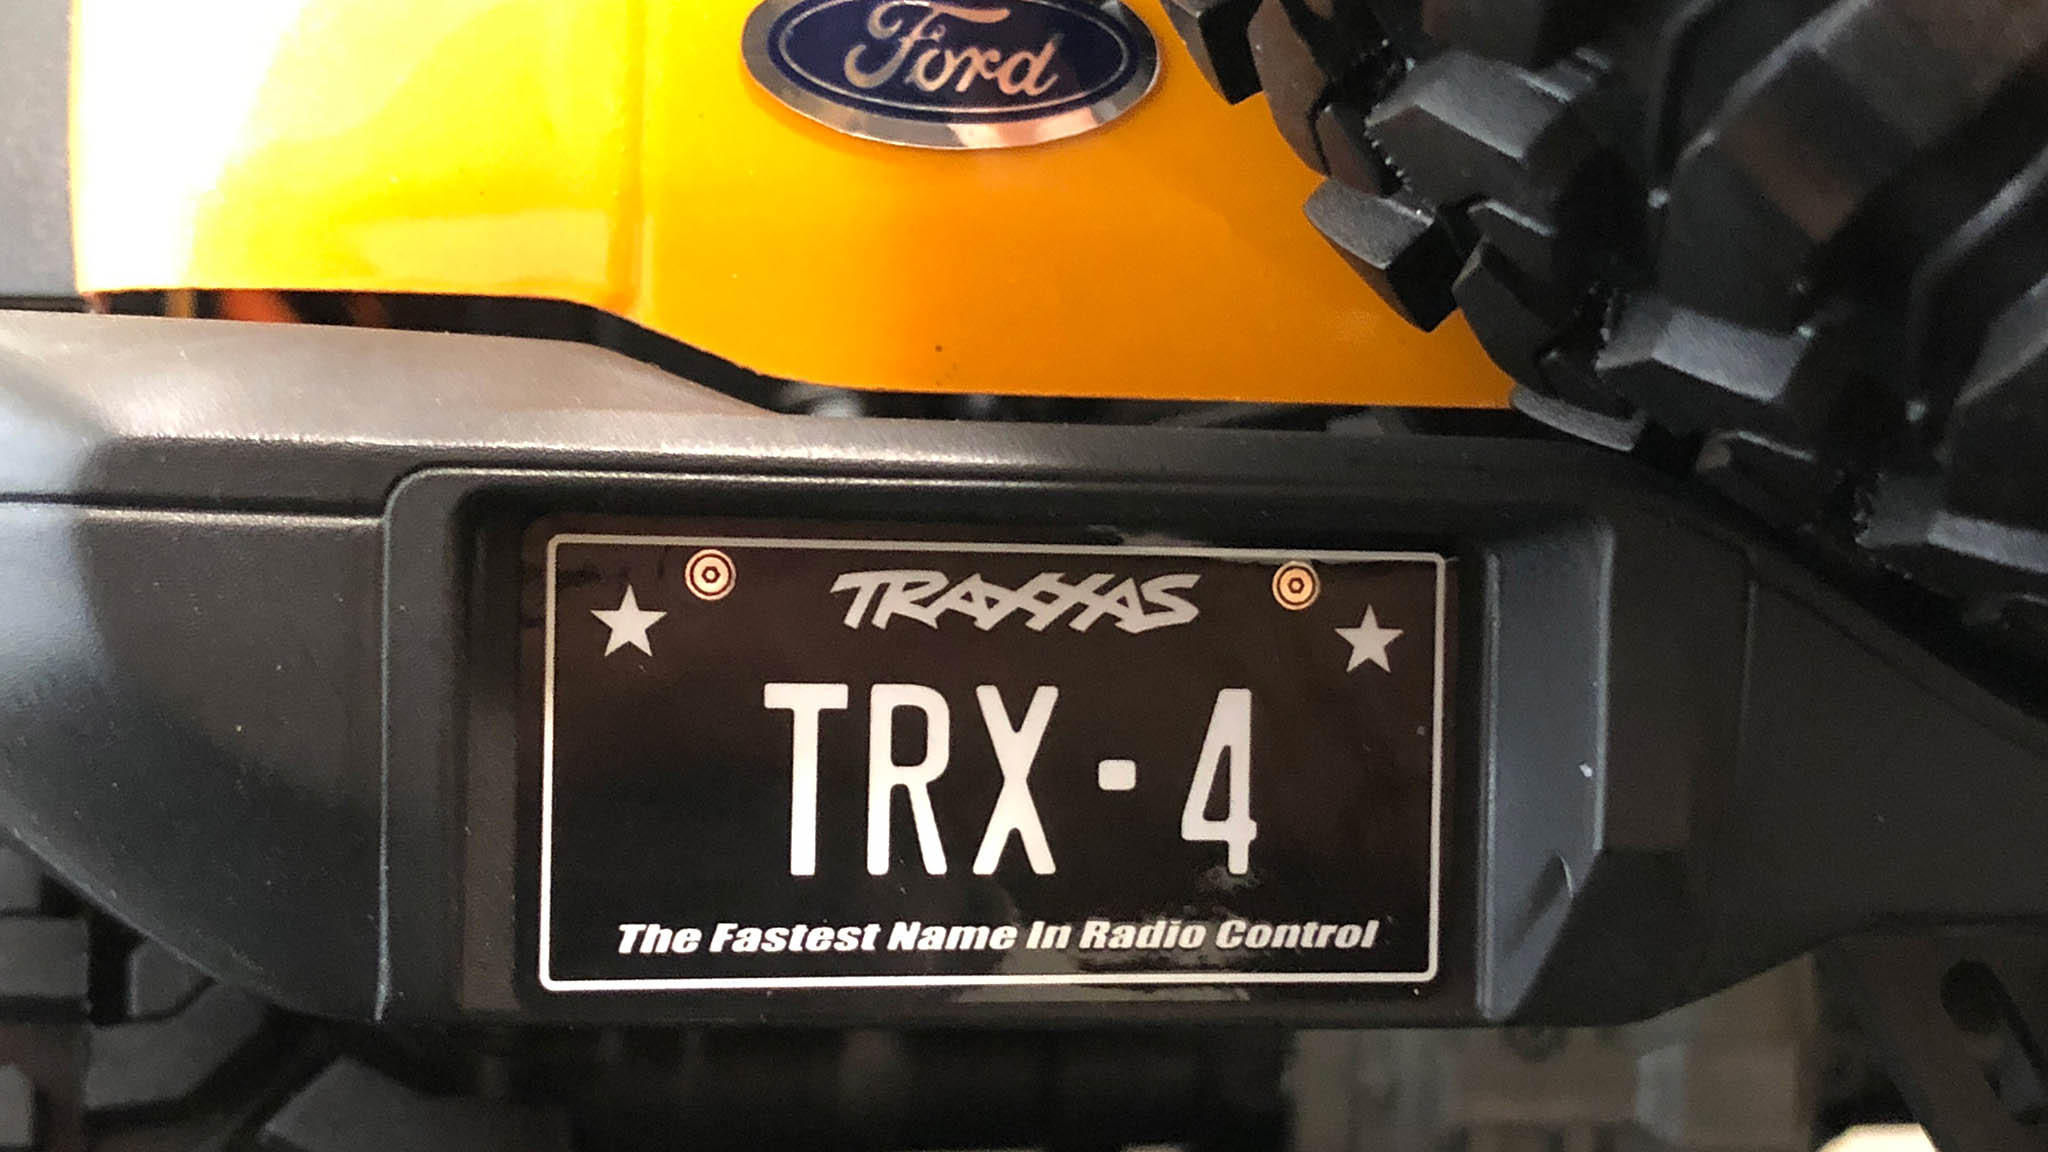 Ford
TRAXXAS
TRX-4
The Fastest Name In Radio Control